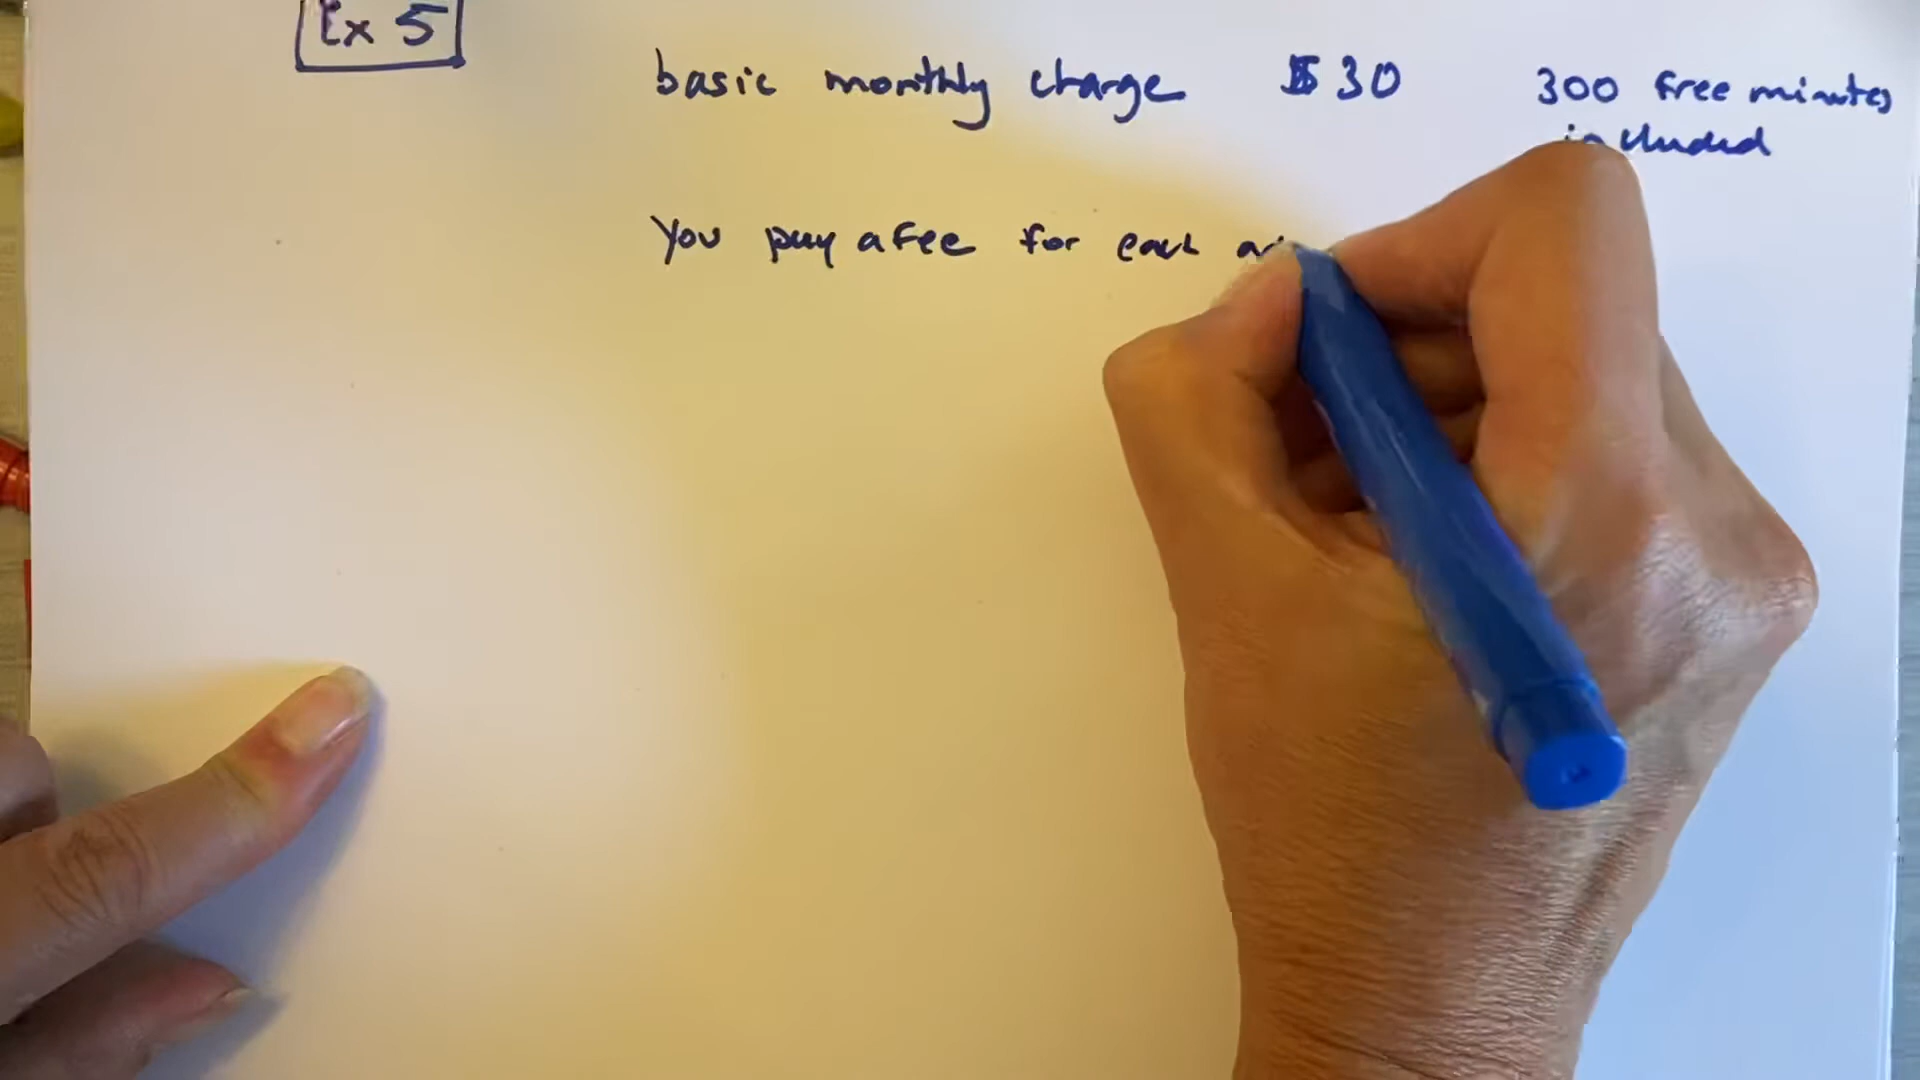 Ex 5
basic monthly charge $30 300 free minutes
included
You pay a fee for each